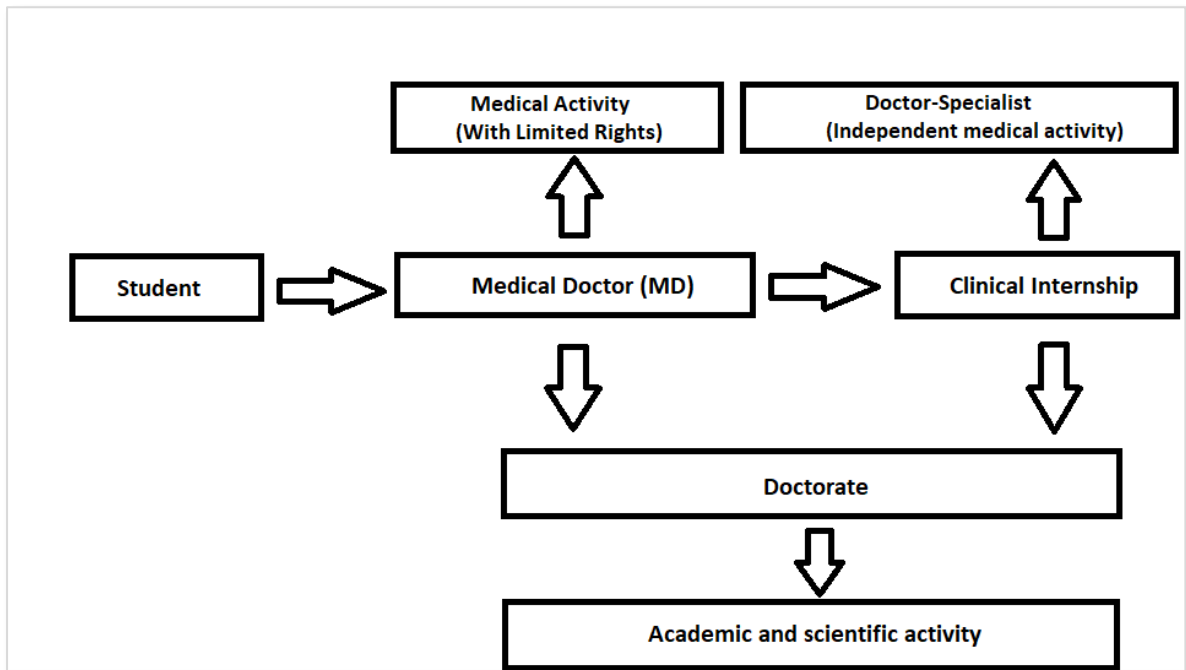 Medical Activity
(With Limited Rights)
Doctor-Specialist
(Independent medical activity)
Student
Medical Doctor (MD)
Clinical Internship
Doctorate
Academic and scientific activity